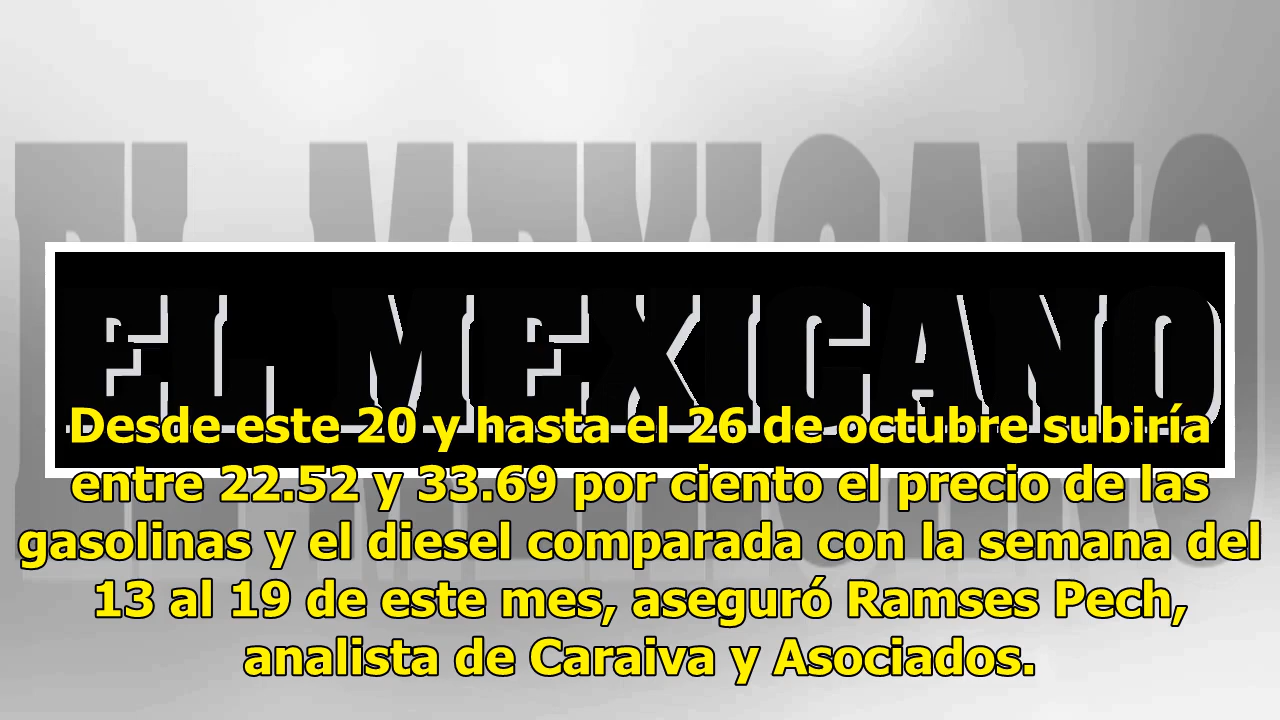 EL MEXICANO
EL MEXICANO
Desde este 20 y hasta el 26 de octubre subiría
entre 22.52 y 33.69 por ciento el precio de las
gasolinas y el diesel comparada con la semana del
13 al 19 de este mes, aseguró Ramses Pech,
analista de Caraiva y Asociados.